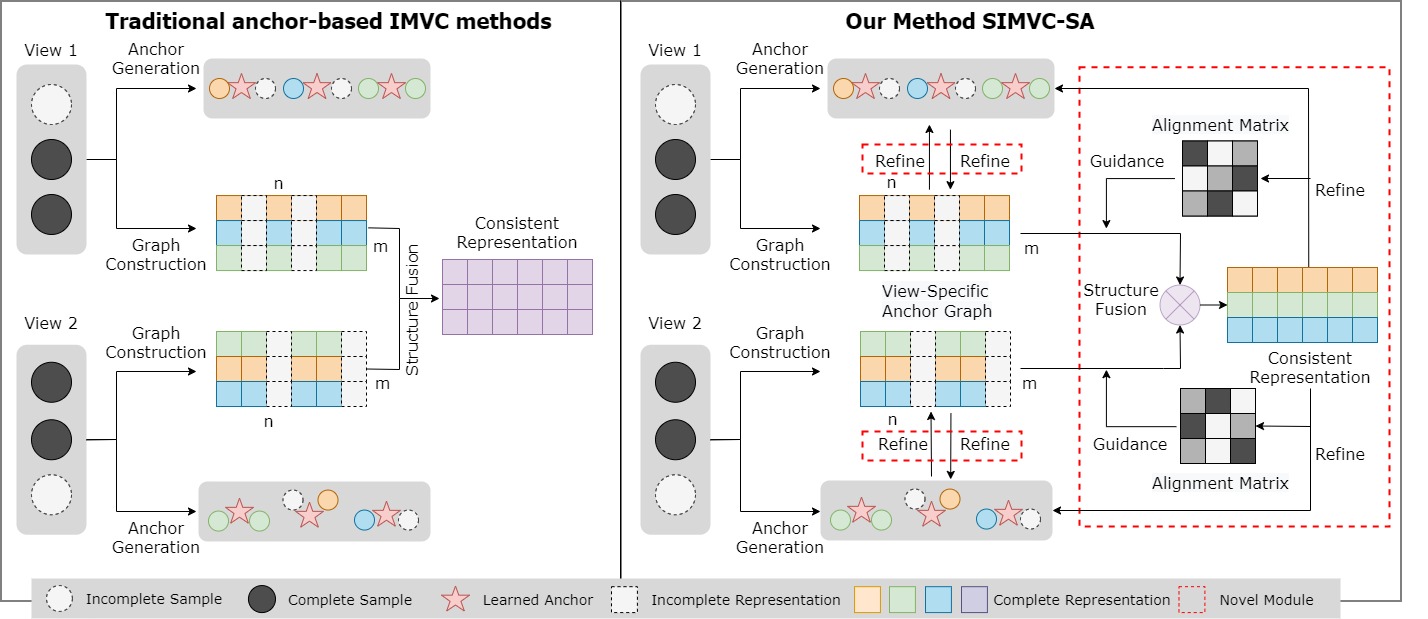 Traditional anchor-based IMVC methods
View 1
Anchor
Generation
n
Graph
Construction
m
Consistent
Representation
Structure Fusion
View 2
Graph
Construction
m
n
Anchor
Generation
Our Method SIMVC-SA
View 1
Anchor
Generation
Refine
Refine
n
Graph
Construction
m
View-Specific
Anchor Graph
Alignment Matrix
Guidance
Refine
Structure
Fusion
Consistent
Representation
View 2
Graph
Construction
m
n
Refine
Refine
Guidance
Refine
Alignment Matrix
Anchor
Generation
Incomplete Sample
Complete Sample
Learned Anchor
Incomplete Representation
Complete Representation
Novel Module